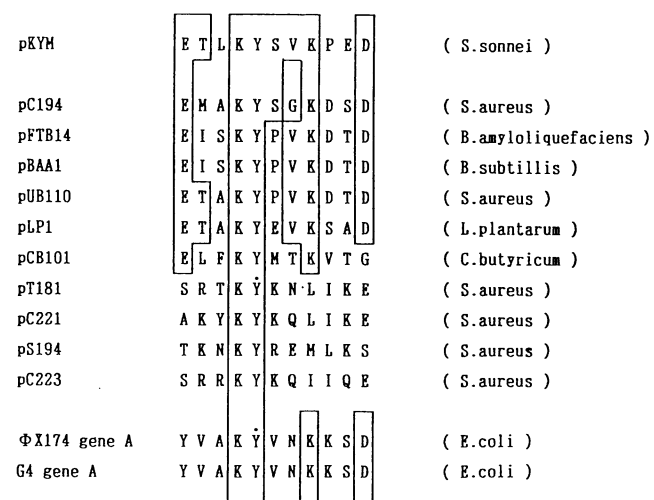 pKYM E T L K Y S V K P E D ( S.sonnei )
pC194 E M A K Y S G K D S D ( S.aureus )
pFTB14 E I S K Y P V K D T D ( B.amyloliquefaciens )
pBAA1 E I S K Y P V K D T D ( B.subtillis )
pUB110 E T A K Y P V K D T D ( S.aureus )
pLP1 E T A K Y E V K S A D ( L.plantarum )
pCB101 E L F K Y M T K V T G ( C.butyricum )
pT181 S R T K Ẏ K N L I K E ( S.aureus )
pC221 A K Y K Y K Q L I K E ( S.aureus )
pS194 T K N K Y R E M L K S ( S.aureus )
pC223 S R R K Y K Q I I Q E ( S.aureus )
ΦX174 gene A Y V A K Ẏ V N K K S D ( E.coli )
G4 gene A Y V A K Y V N K K S D ( E.coli )